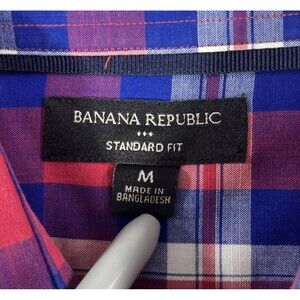 BANANA REPUBLIC
STANDARD FIT
M
MADE IN
BANGLADESH